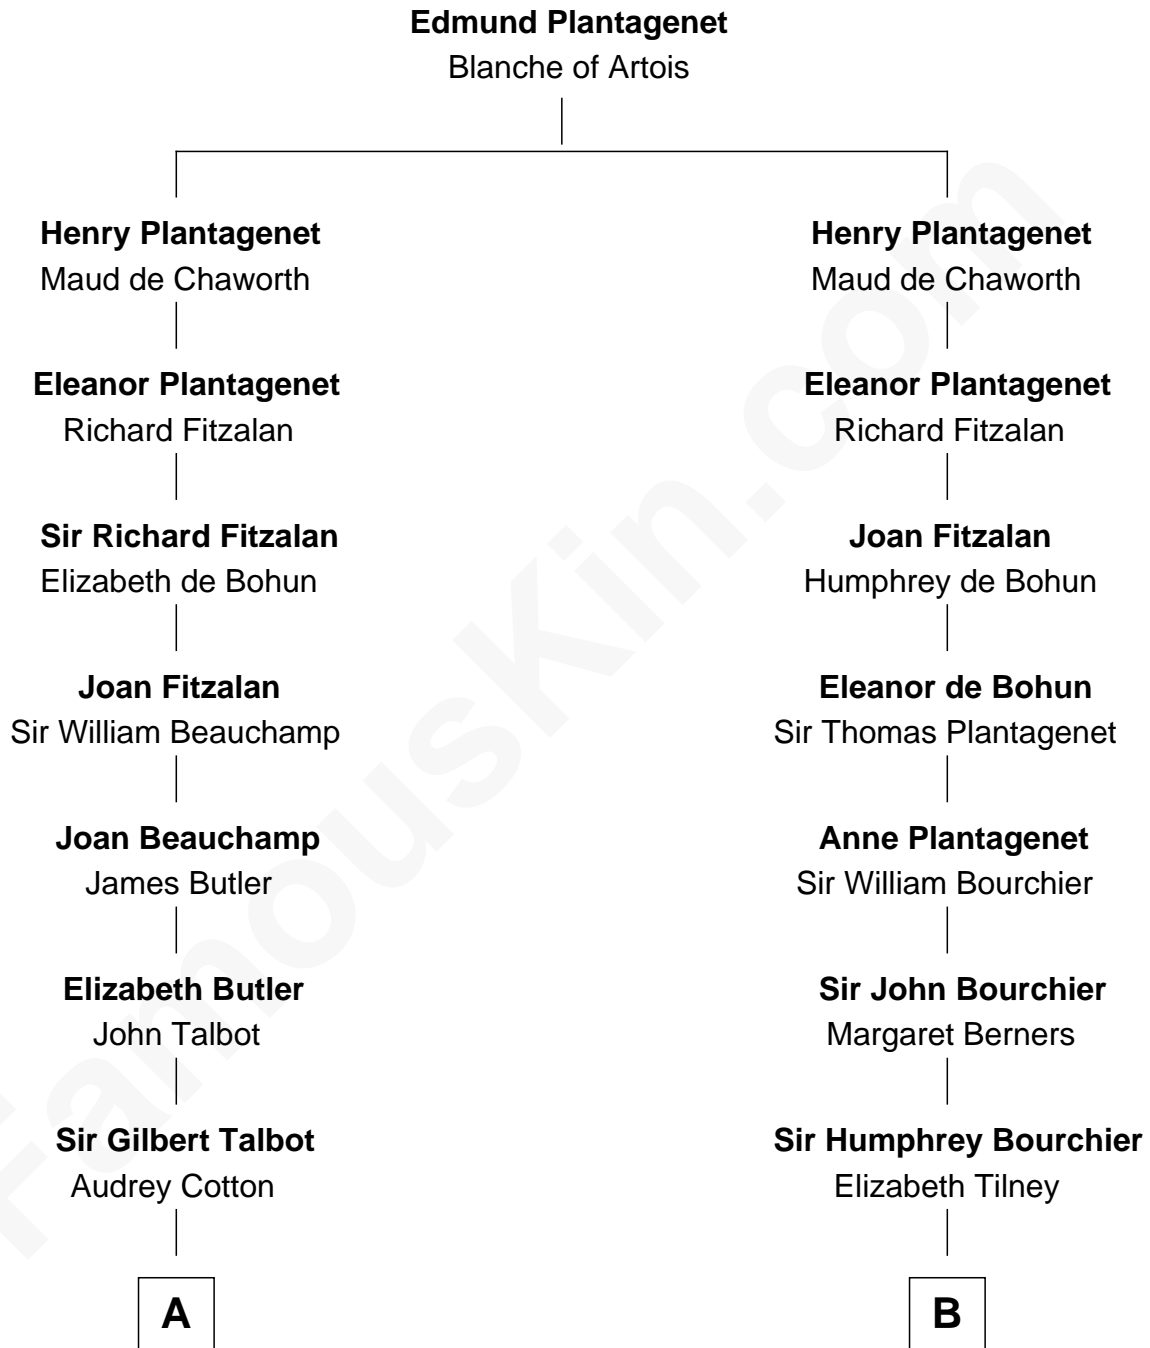 Edmund Plantagenet
Blanche of Artois
Henry Plantagenet
Maud de Chaworth
Eleanor Plantagenet
Richard Fitzalan
Sir Richard Fitzalan
Elizabeth de Bohun
Joan Fitzalan
Sir William Beauchamp
Joan Beauchamp
James Butler
Elizabeth Butler
John Talbot
Sir Gilbert Talbot
Audrey Cotton
A
Henry Plantagenet
Maud de Chaworth
Eleanor Plantagenet
Richard Fitzalan
Joan Fitzalan
Humphrey de Bohun
Eleanor de Bohun
Sir Thomas Plantagenet
Anne Plantagenet
Sir William Bourchier
Sir John Bourchier
Margaret Berners
Sir Humphrey Bourchier
Elizabeth Tilney
B
FamousKin.com